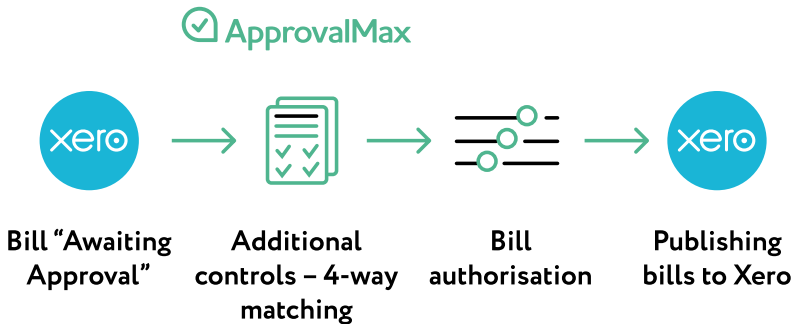 ApprovalMax
xero
xero
Bill “Awaiting
Approval”
Additional
controls – 4-way
matching
Bill
authorisation
Publishing
bills to Xero